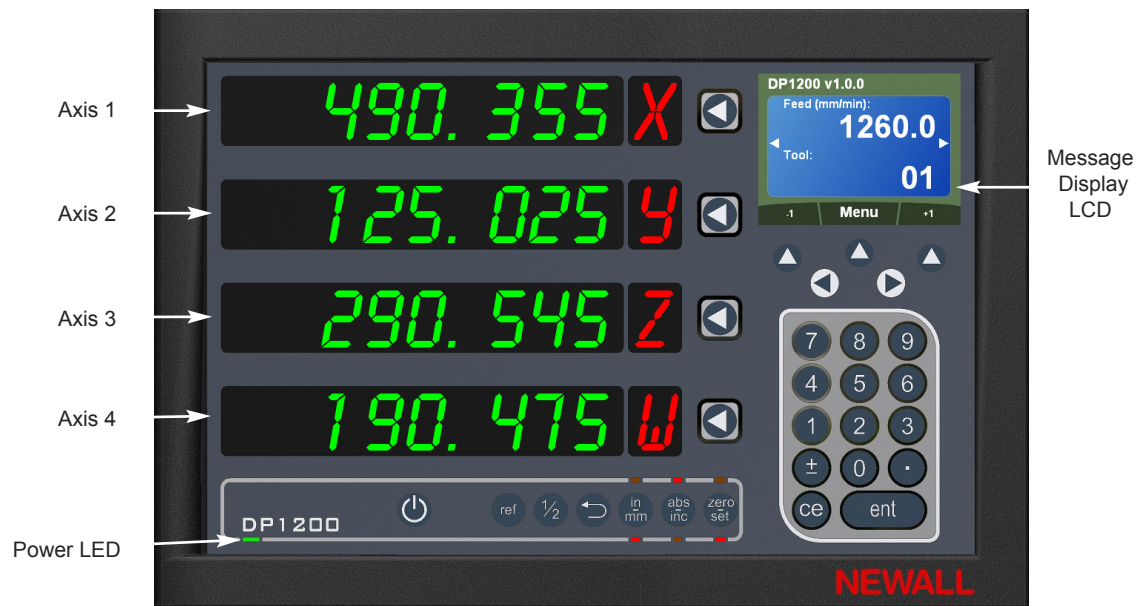 Axis 1
490. 355 X
Axis 2
125. 025 y
Axis 3
290. 545 Z
Axis 4
190. 475 W
DP1200 v1.0.0
Feed (mm/min):
1260.0
Tool:
01
-1 Menu +1
Message
Display
LCD
7 8 9
4 5 6
1 2 3
± 0 .
ce ent
ref ½ in
mm abs
inc zero
set
DP1200
Power LED
NEWALL